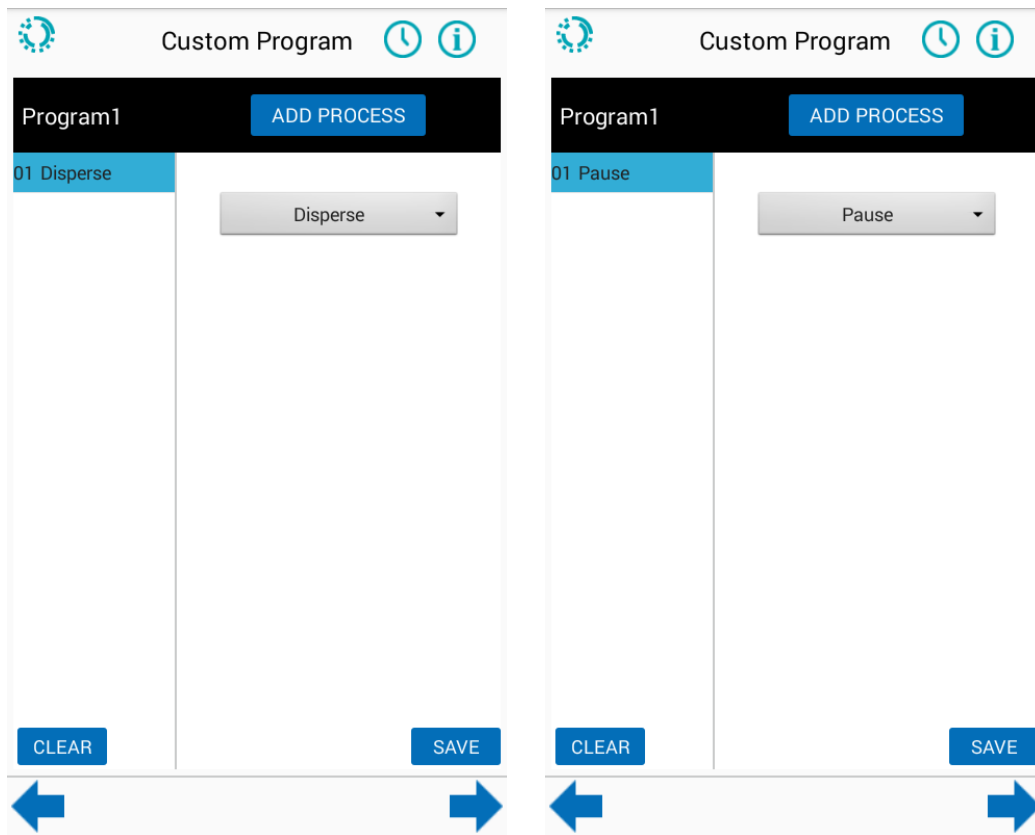 Custom Program
Program1
ADD PROCESS
01 Disperse
Disperse
CLEAR
SAVE
Custom Program
Program1
ADD PROCESS
01 Pause
Pause
CLEAR
SAVE